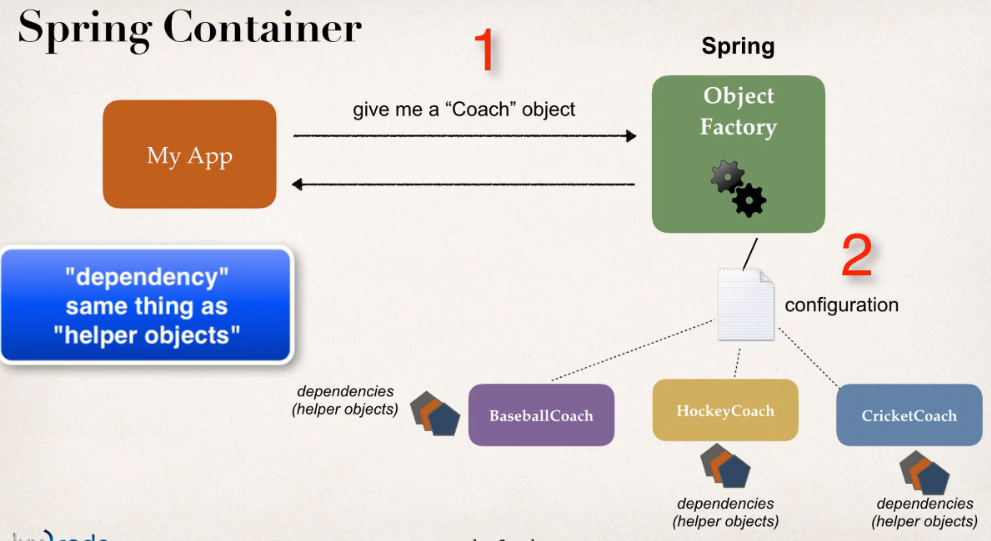 Spring Container
1
Spring
give me a “Coach” object
Object
Factory
My App
2
"dependency"
same thing as
"helper objects"
configuration
dependencies
(helper objects)
BaseballCoach
HockeyCoach
CricketCoach
dependencies
(helper objects)
dependencies
(helper objects)